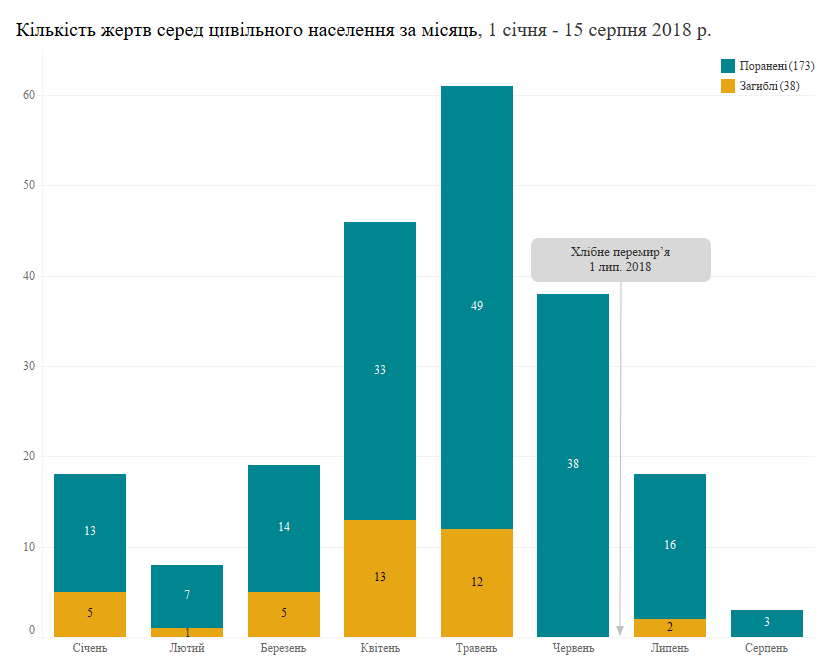 Кількість жертв серед цивільного населення за місяць, 1 січня - 15 серпня 2018 р.
Поранені (173)
Загиблі (38)
60
50
40
30
20
10
0
Хлібне перемир’я
1 лип. 2018
13
5
7
1
14
5
33
13
49
12
38
16
2
3
Січень
Лютий
Березень
Квітень
Травень
Червень
Липень
Серпень